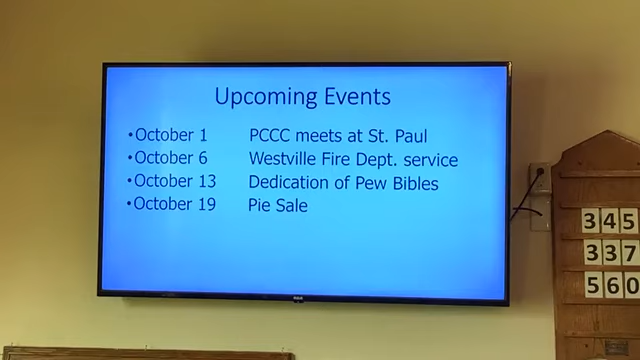 Upcoming Events
•October 1 PCCC meets at St. Paul
•October 6 Westville Fire Dept. service
•October 13 Dedication of Pew Bibles
•October 19 Pie Sale
RCA
345
337
560